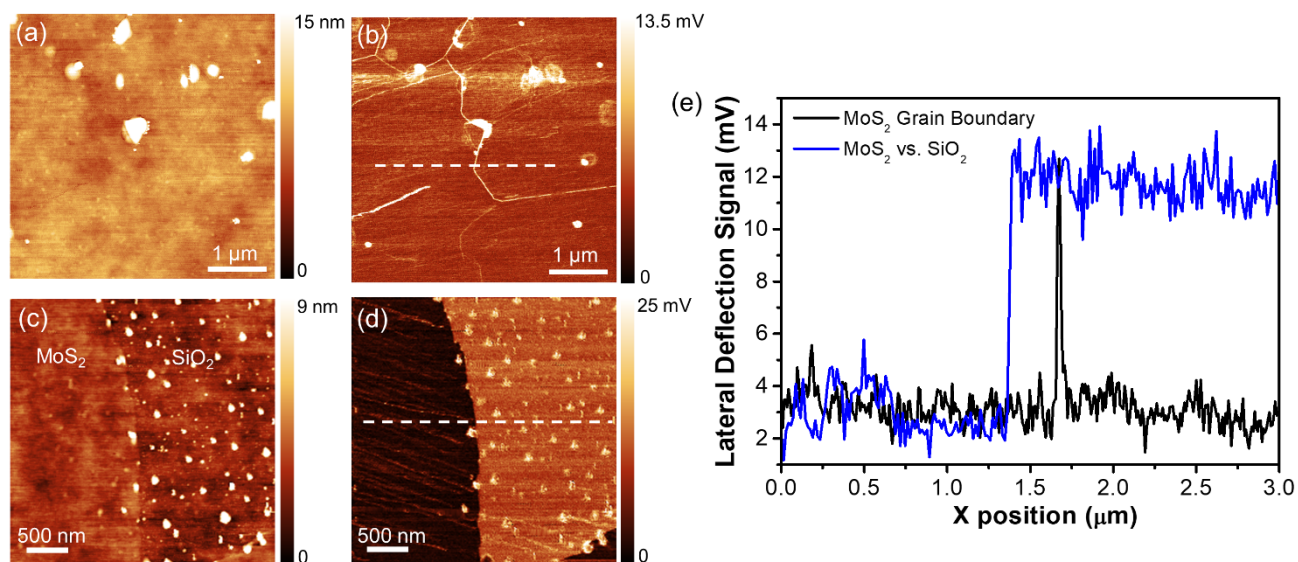 (a)
15 nm
1 μm
0
(b)
13.5 mV
1 μm
0
(c)
9 nm
MoS₂
SiO₂
500 nm
0
(d)
25 mV
500 nm
0
(e)
Lateral Deflection Signal (mV)
14
12
10
8
6
4
2
MoS₂ Grain Boundary
MoS₂ vs. SiO₂
0.0 0.5 1.0 1.5 2.0 2.5 3.0
X position (μm)